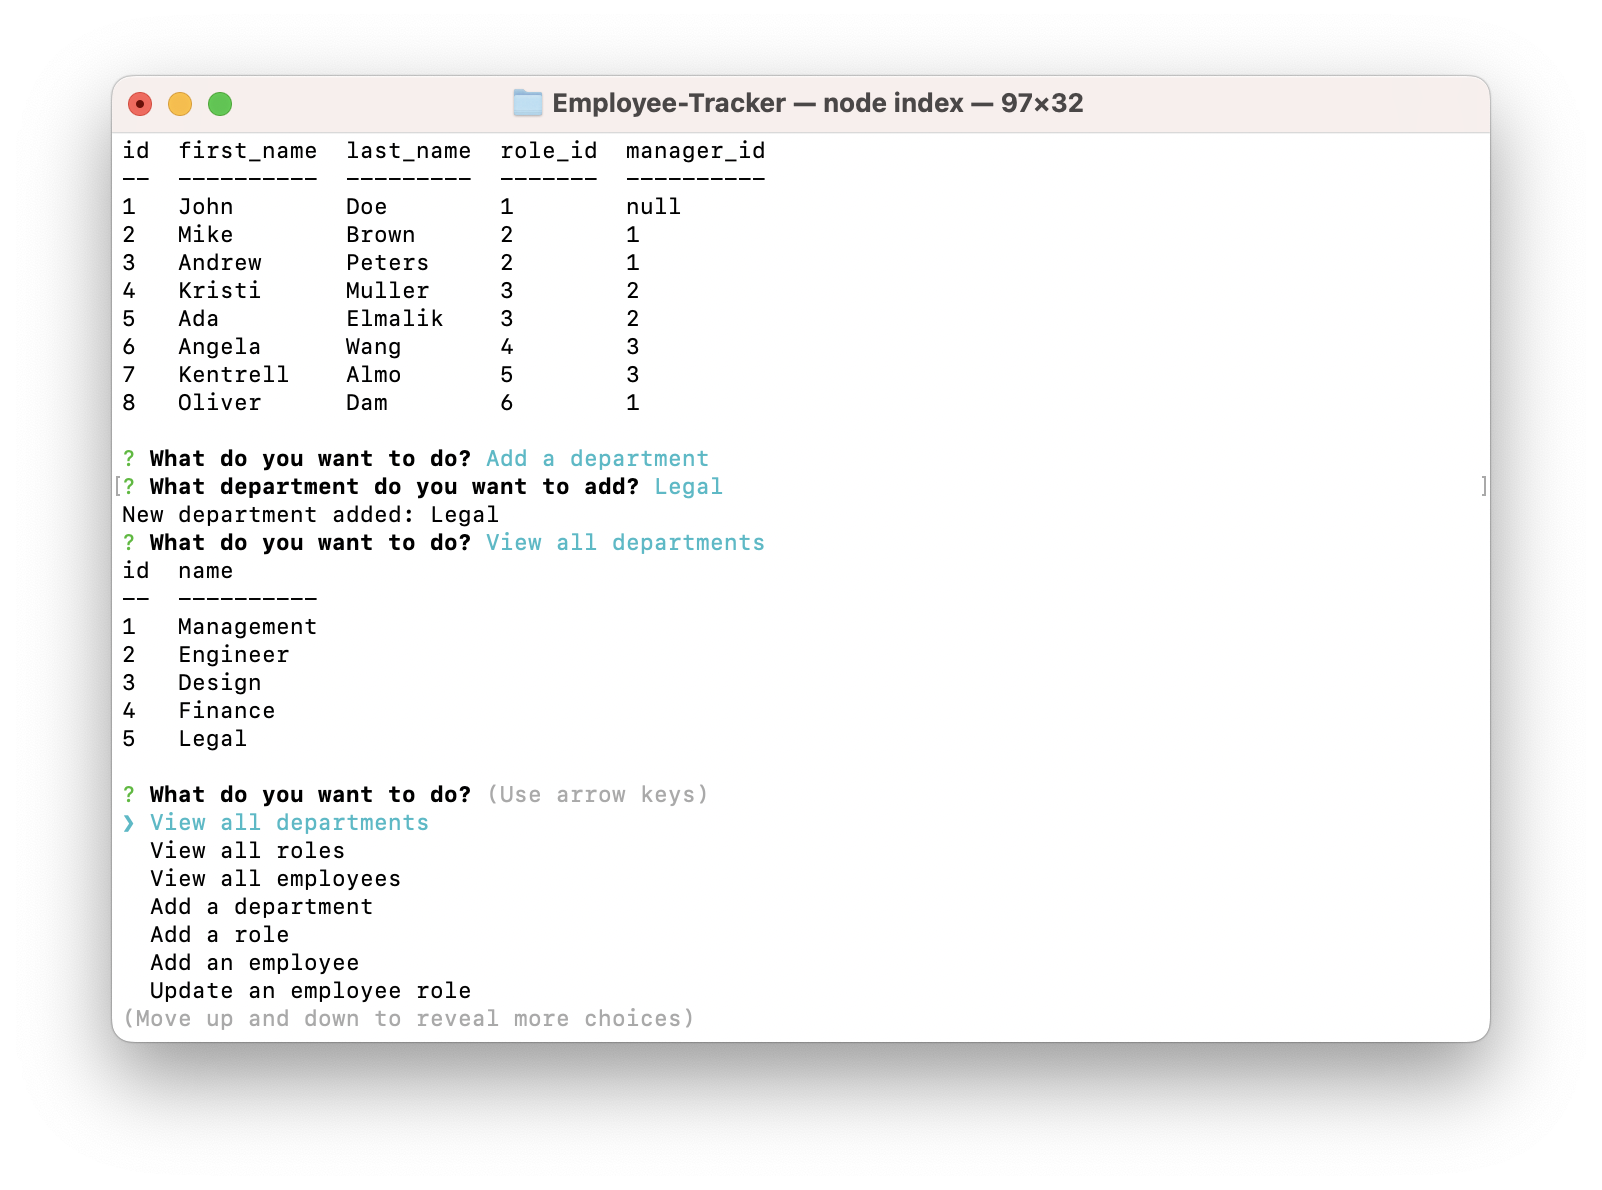 Employee-Tracker — node index — 97×32
id  first_name  last_name  role_id  manager_id
--  ----------  ---------  -------  ----------
1   John        Doe        1        null
2   Mike        Brown      2        1
3   Andrew      Peters     2        1
4   Kristi      Muller     3        2
5   Ada         Elmalik    3        2
6   Angela      Wang       4        3
7   Kentrell    Almo       5        3
8   Oliver      Dam        6        1
? What do you want to do? Add a department
[? What department do you want to add? Legal ]
New department added: Legal
? What do you want to do? View all departments
id  name
--  ----------
1   Management
2   Engineer
3   Design
4   Finance
5   Legal
? What do you want to do? (Use arrow keys)
❯ View all departments
  View all roles
  View all employees
  Add a department
  Add a role
  Add an employee
  Update an employee role
(Move up and down to reveal more choices)